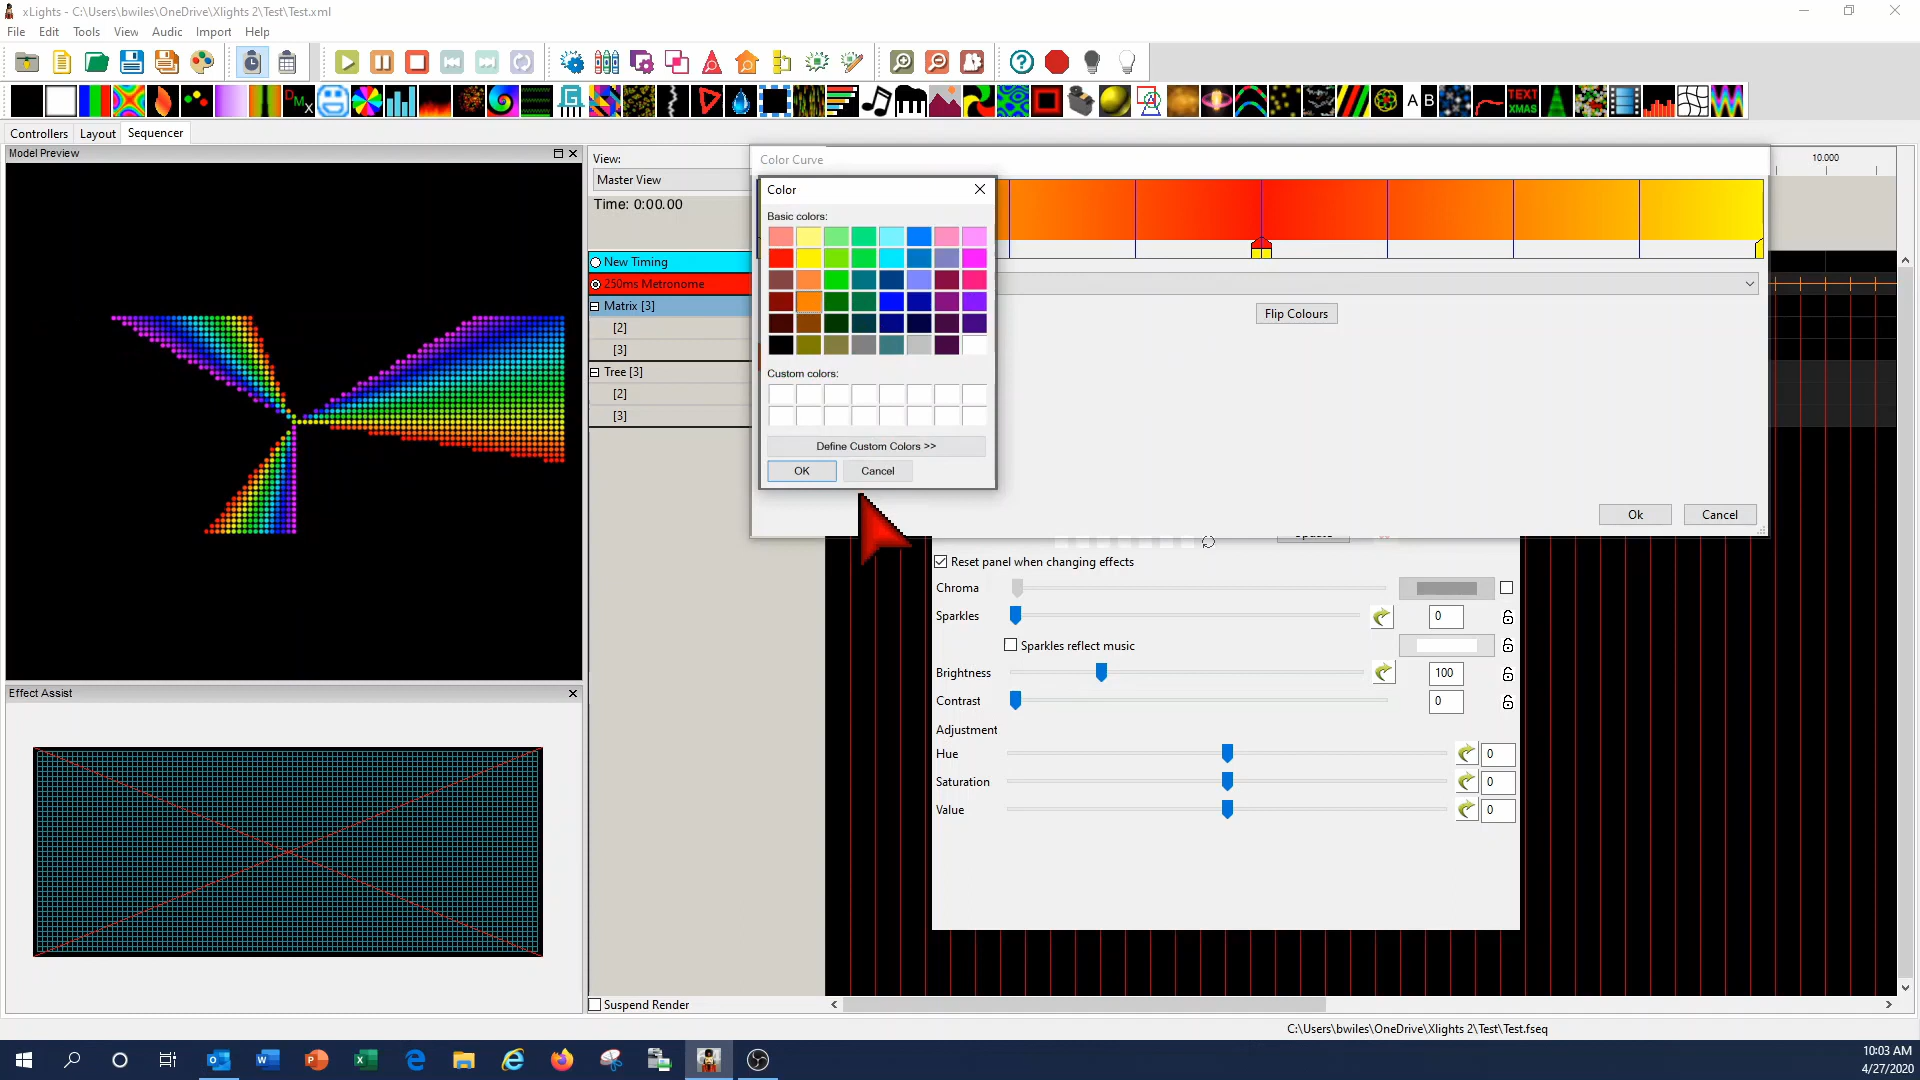 xLights - C:\Users\bwiles\OneDrive\Xlights 2\Test\Test.xml
File Edit Tools View Audio Import Help
DMX
A B
TEXT XMAS
Controllers Layout Sequencer
Model Preview
View:
Master View
Time: 0:00.00
Color Curve
10.000
Color
Basic colors:
New Timing
250ms Metronome
Matrix [3]
[2]
[3]
Tree [3]
[2]
[3]
Flip Colours
Custom colors:
Define Custom Colors >>
OK Cancel
Ok Cancel
Update
Reset panel when changing effects
Chroma
Sparkles 0
Sparkles reflect music
Brightness 100
Contrast 0
Adjustment
Hue 0
Saturation 0
Value 0
Effect Assist
Suspend Render
C:\Users\bwiles\OneDrive\Xlights 2\Test\Test.fseq
10:03 AM
4/27/2020